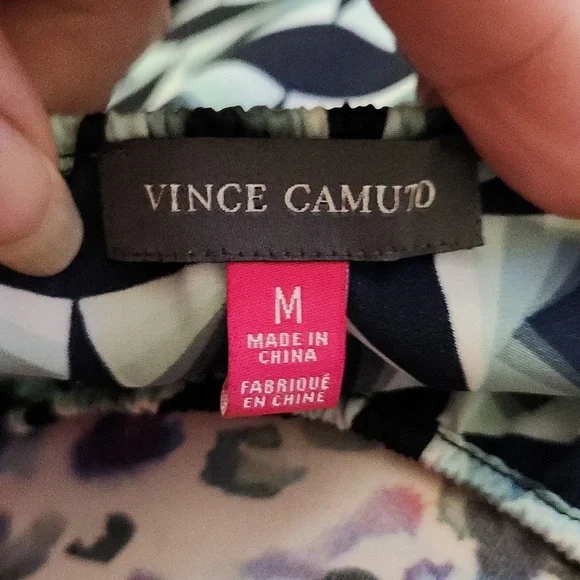 VINCE CAMUTO
M
MADE IN
CHINA
FABRIQUÉ
EN CHINE